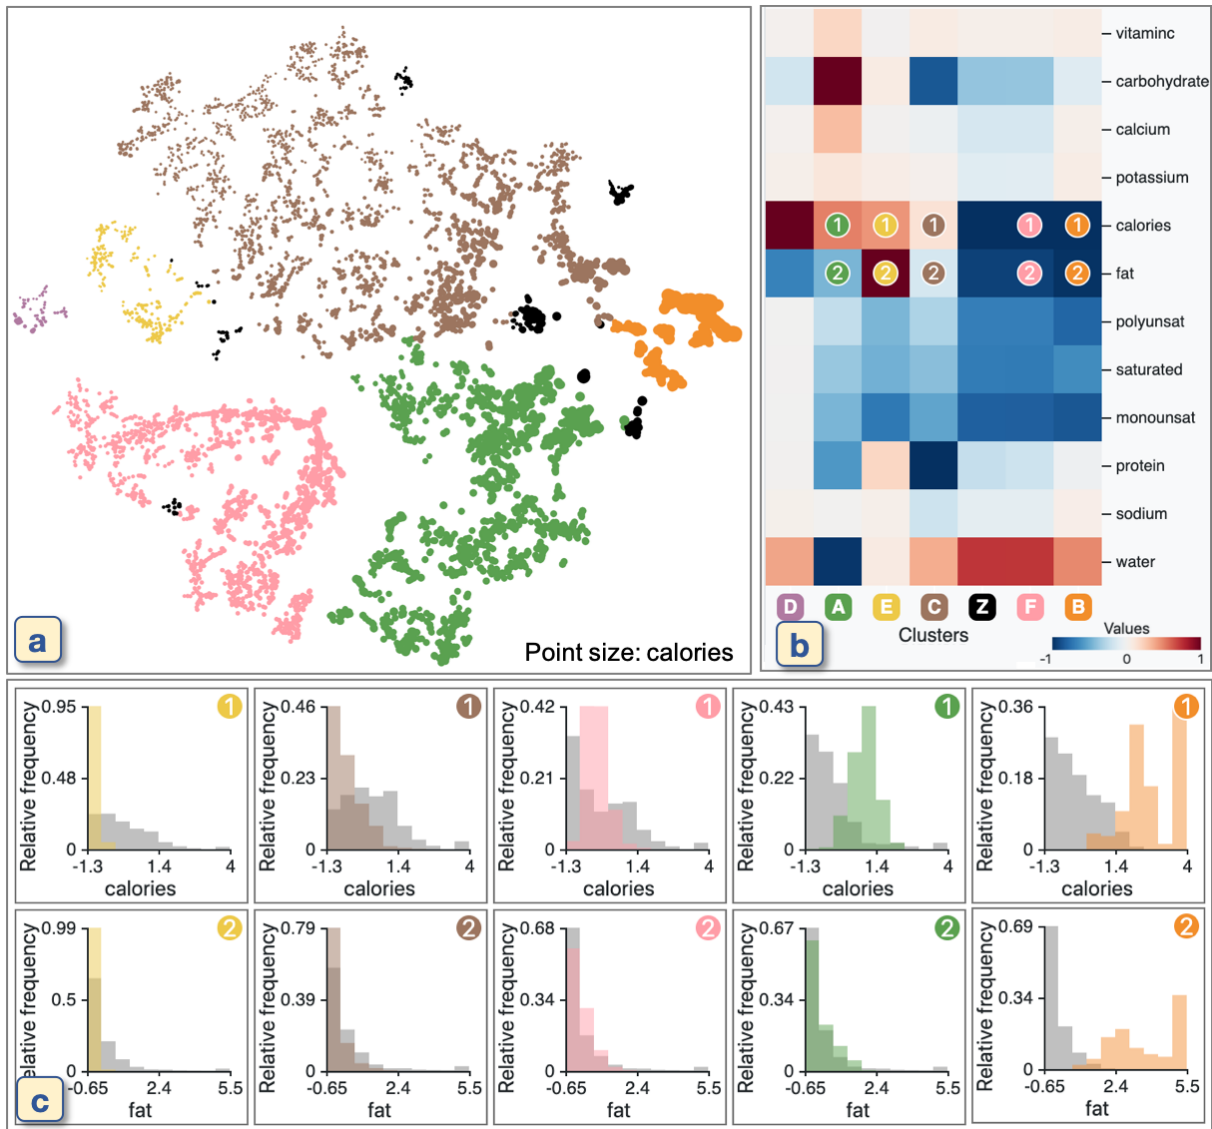 a
Point size: calories
vitaminc
carbohydrate
calcium
potassium
1 1 1 1 1 calories
2 2 2 2 2 fat
polyunsat
saturated
monounsat
protein
sodium
water
D A E C Z F B
Clusters
Values
-1 0 1
b
1
Relative frequency
0.95
0.48
0
-1.3 1.4 4
calories
1
Relative frequency
0.46
0.23
0
-1.3 1.4 4
calories
1
Relative frequency
0.42
0.21
0
-1.3 1.4 4
calories
1
Relative frequency
0.43
0.22
0
-1.3 1.4 4
calories
1
Relative frequency
0.36
0.18
0
-1.3 1.4 4
calories
2
Relative frequency
0.99
0.5
0
-0.65 2.4 5.5
fat
c
2
Relative frequency
0.79
0.39
0
-0.65 2.4 5.5
fat
2
Relative frequency
0.68
0.34
0
-0.65 2.4 5.5
fat
2
Relative frequency
0.67
0.34
0
-0.65 2.4 5.5
fat
2
Relative frequency
0.69
0.34
0
-0.65 2.4 5.5
fat